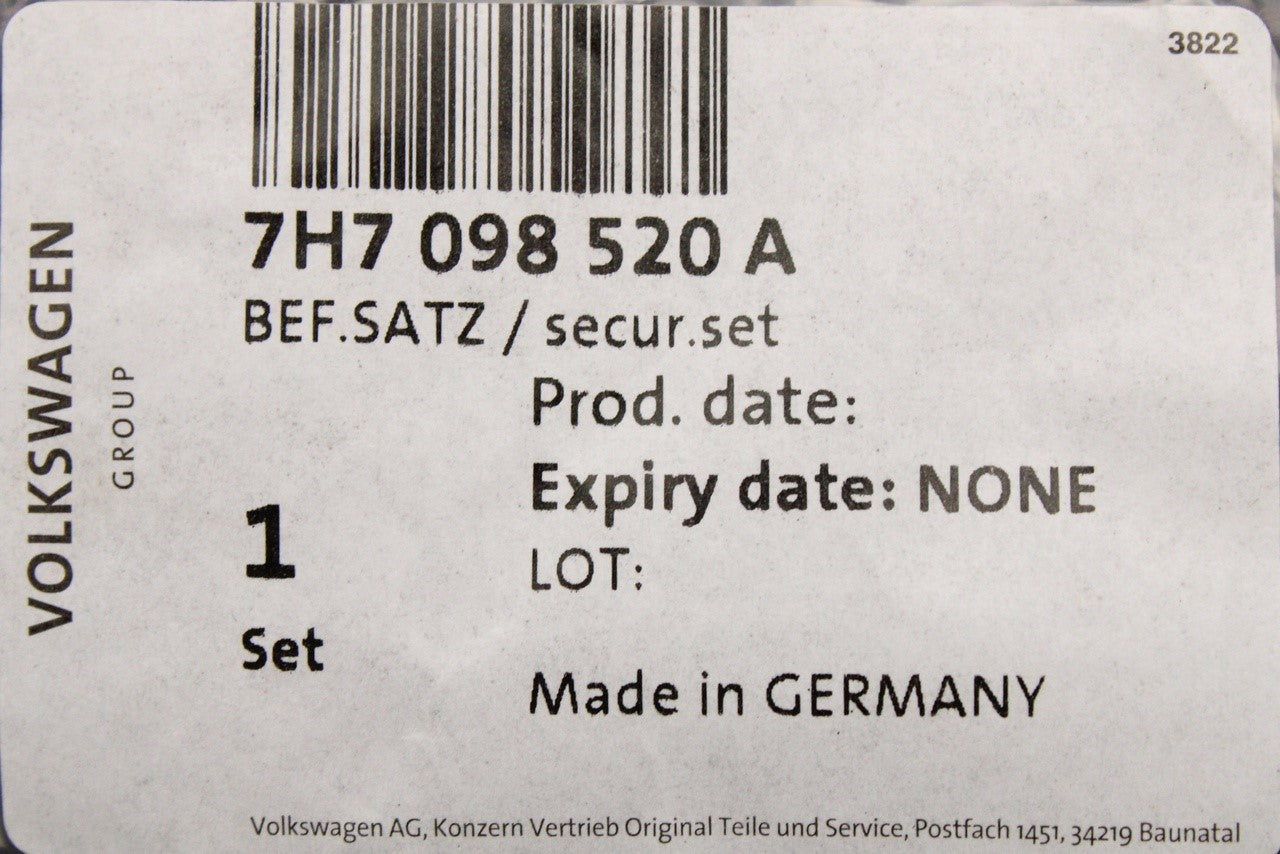 3822
7H7 098 520 A
BEF.SATZ / secur.set
Prod. date:
Expiry date: NONE
LOT:
1
Set
Made in GERMANY
VOLKSWAGEN
GROUP
Volkswagen AG, Konzern Vertrieb Original Teile und Service, Postfach 1451, 34219 Baunatal